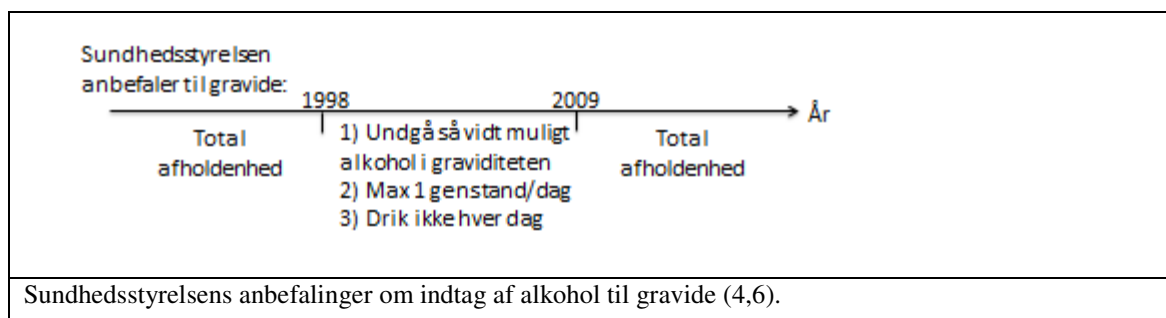 Sundhedsstyrelsen
anbefaler til gravide:
1998
2009
År
Total
afholdenhed
1) Undgå så vidt muligt
alkohol i graviditeten
2) Max 1 genstand/dag
3) Drik ikke hver dag
Total
afholdenhed
Sundhedsstyrelsens anbefalinger om indtag af alkohol til gravide (4,6).